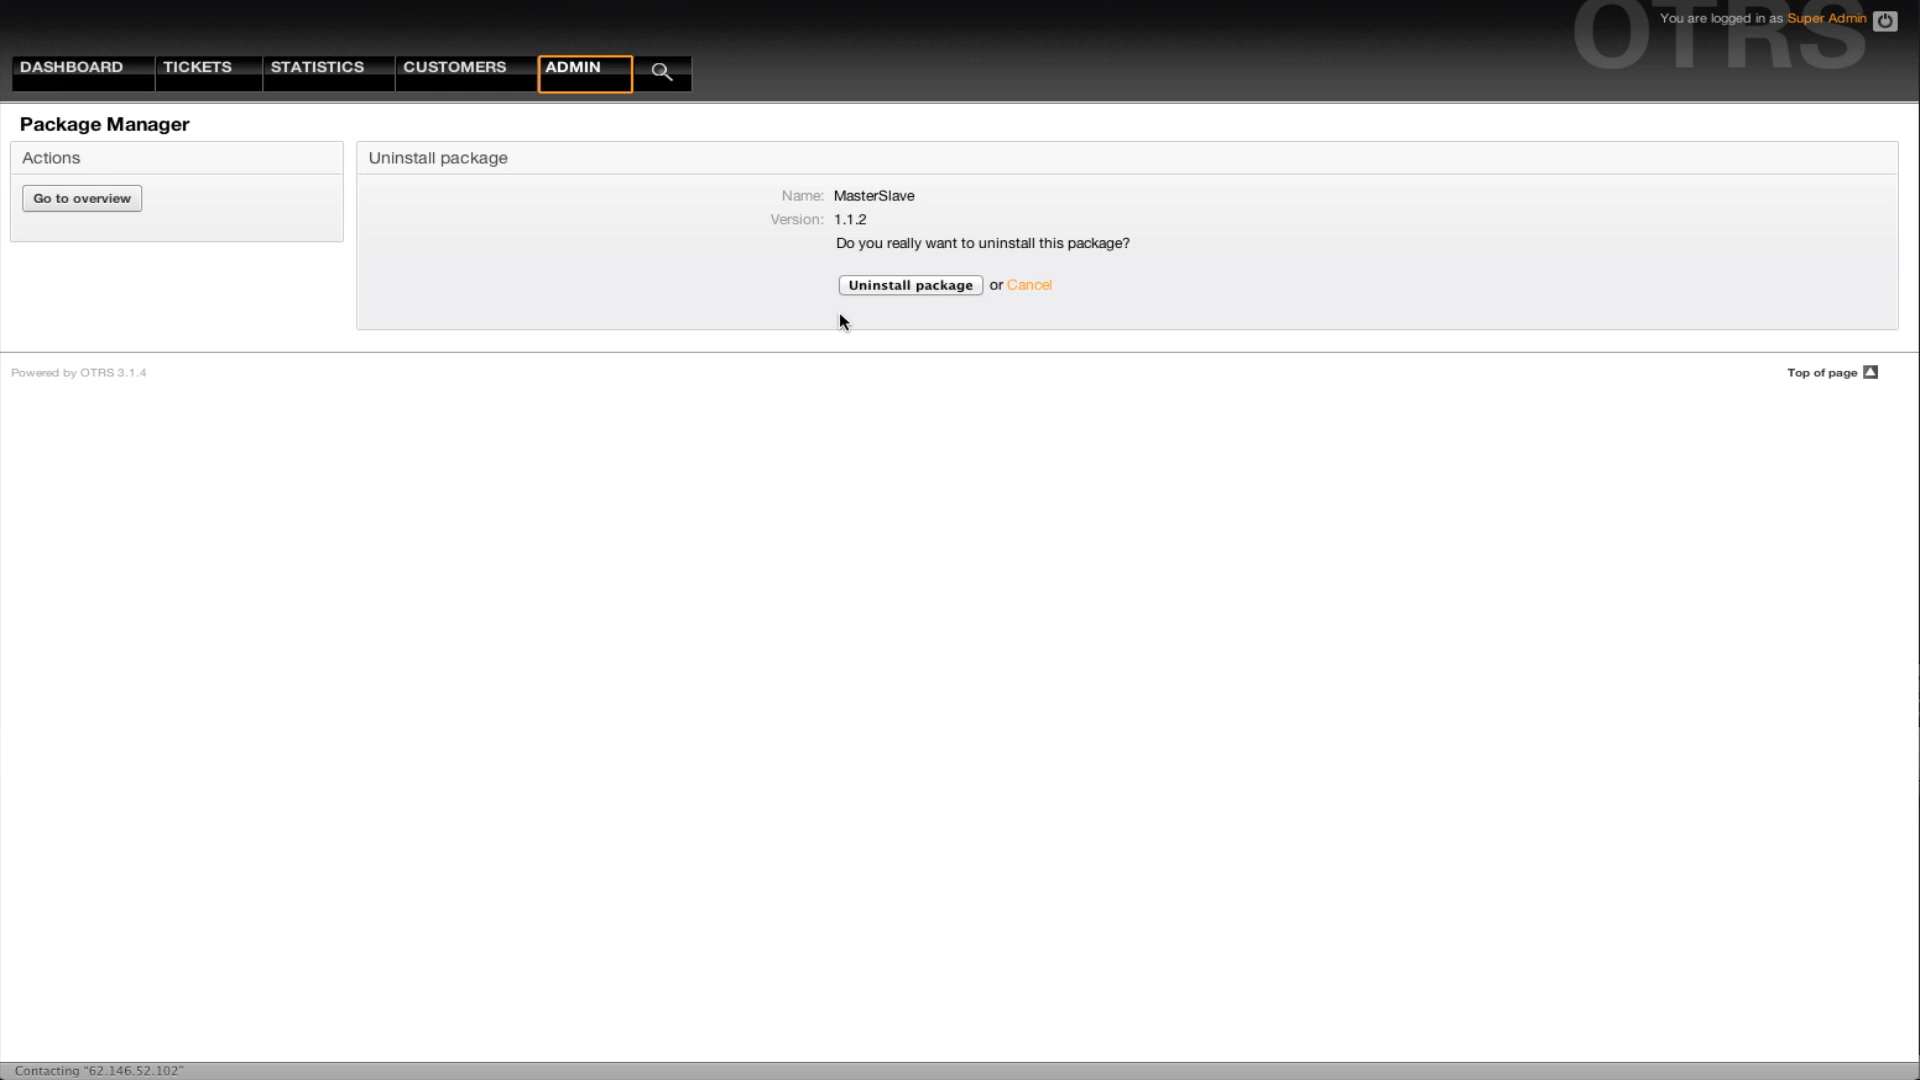 OTRS
You are logged in as Super Admin
DASHBOARD TICKETS STATISTICS CUSTOMERS ADMIN
Package Manager
Actions
Go to overview
Uninstall package
Name: MasterSlave
Version: 1.1.2
Do you really want to uninstall this package?
Uninstall package or Cancel
Powered by OTRS 3.1.4
Top of page
Contacting "62.146.52.102"